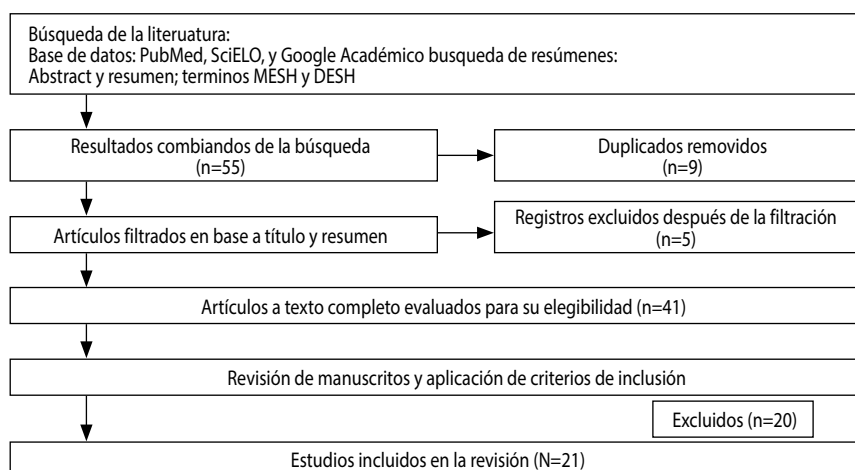 Búsqueda de la literuatura:
Base de datos: PubMed, SciELO, y Google Académico busqueda de resúmenes:
Abstract y resumen; terminos MESH y DESH
Resultados combiandos de la búsqueda
(n=55)
Duplicados removidos
(n=9)
Artículos filtrados en base a título y resumen
Registros excluidos después de la filtración
(n=5)
Artículos a texto completo evaluados para su elegibilidad (n=41)
Revisión de manuscritos y aplicación de criterios de inclusión
Excluidos (n=20)
Estudios incluidos en la revisión (N=21)